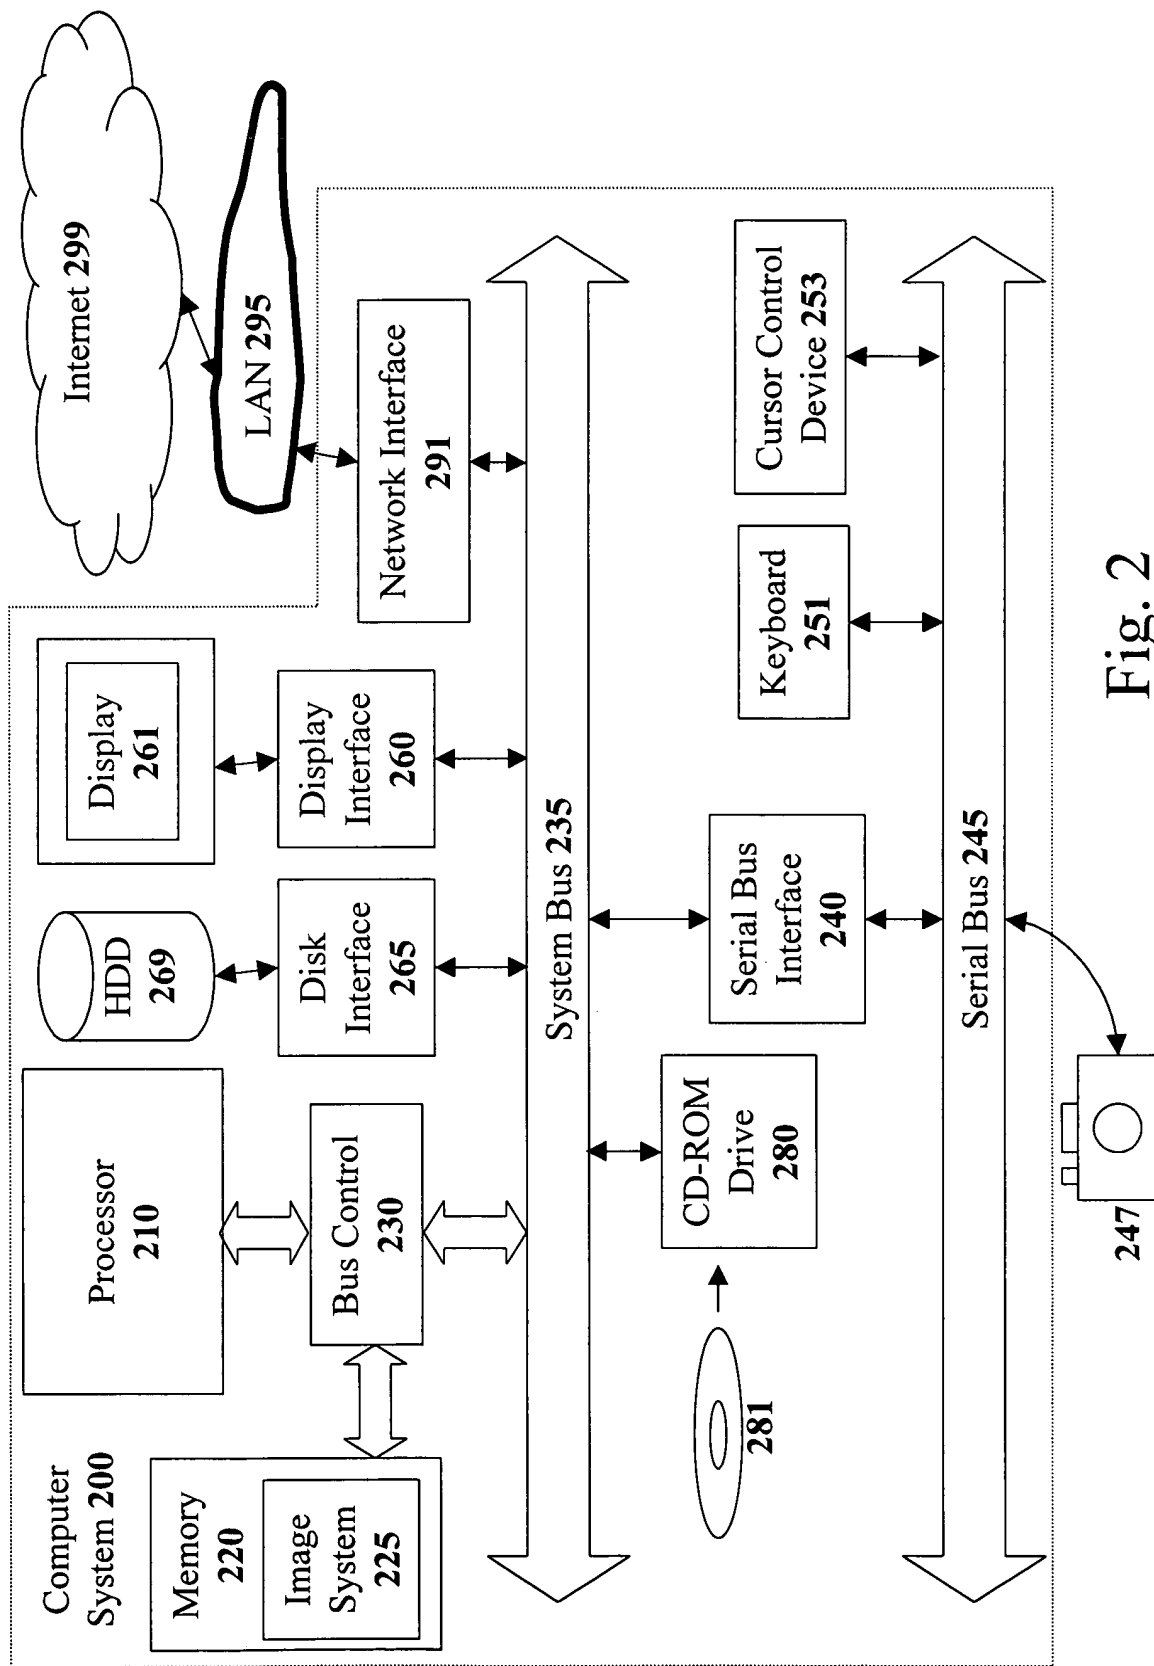 Computer
System 200
Memory
220
Image
System
225
Processor
210
Bus Control
230
HDD
269
Disk
Interface
265
Display
261
Display
Interface
260
Internet 299
LAN 295
Network Interface
291
System Bus 235
281
CD-ROM
Drive
280
Serial Bus
Interface
240
Keyboard
251
Cursor Control
Device 253
Serial Bus 245
247
Fig. 2